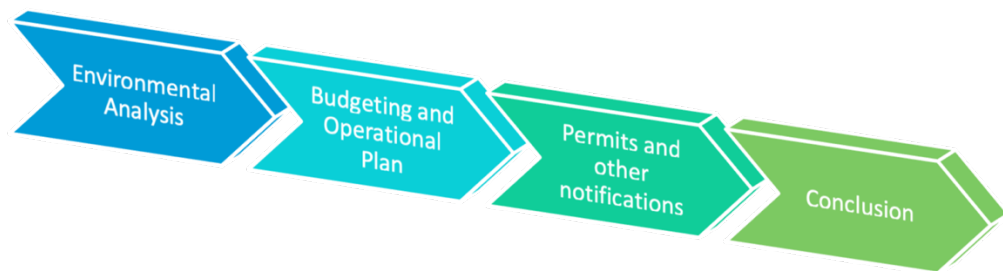 Environmental
Analysis
Budgeting and
Operational
Plan
Permits and
other
notifications
Conclusion